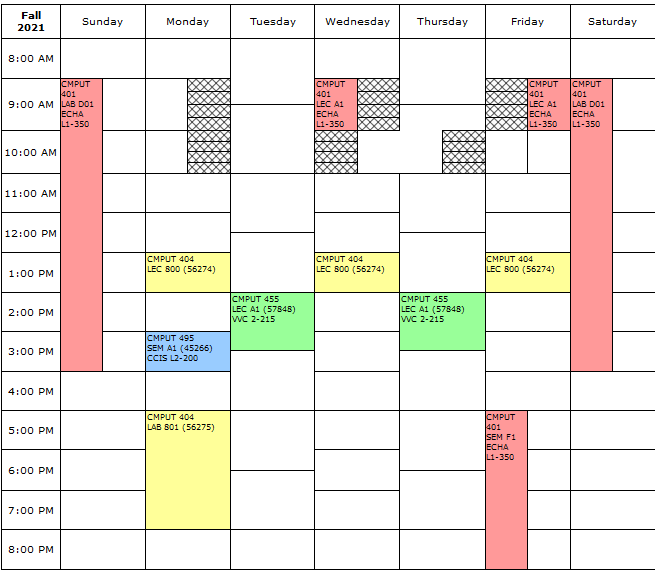 Fall
2021
Sunday
Monday
Tuesday
Wednesday
Thursday
Friday
Saturday
8:00 AM
9:00 AM
CMPUT
401
LAB D01
ECHA
L1-350
CMPUT
401
LEC A1
ECHA
L1-350
CMPUT
401
LEC A1
ECHA
L1-350
CMPUT
401
LAB D01
ECHA
L1-350
10:00 AM
11:00 AM
12:00 PM
1:00 PM
CMPUT 404
LEC 800 (56274)
CMPUT 404
LEC 800 (56274)
CMPUT 404
LEC 800 (56274)
2:00 PM
CMPUT 455
LEC A1 (57848)
VVC 2-215
CMPUT 455
LEC A1 (57848)
VVC 2-215
3:00 PM
CMPUT 495
SEM A1 (45266)
CCIS L2-200
4:00 PM
5:00 PM
CMPUT 404
LAB 801 (56275)
CMPUT
401
SEM F1
ECHA
L1-350
6:00 PM
7:00 PM
8:00 PM